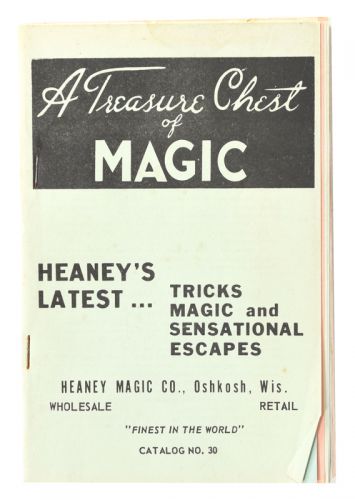 A Treasure Chest
of
MAGIC
HEANEY'S
LATEST ...
TRICKS
MAGIC and
SENSATIONAL
ESCAPES
HEANEY MAGIC CO., Oshkosh, Wis.
WHOLESALE RETAIL
"FINEST IN THE WORLD"
CATALOG NO. 30